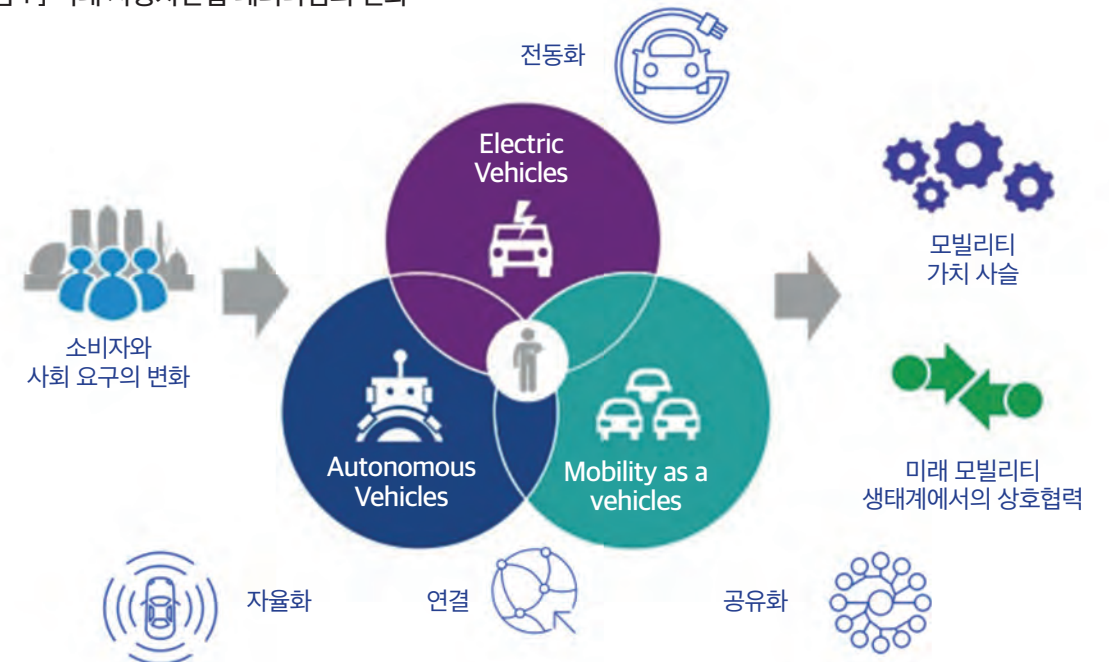 전동화
Electric
Vehicles
모빌리티
가치 사슬
소비자와
사회 요구의 변화
Autonomous
Vehicles
Mobility as a
vehicles
미래 모빌리티
생태계에서의 상호협력
자율화
연결
공유화